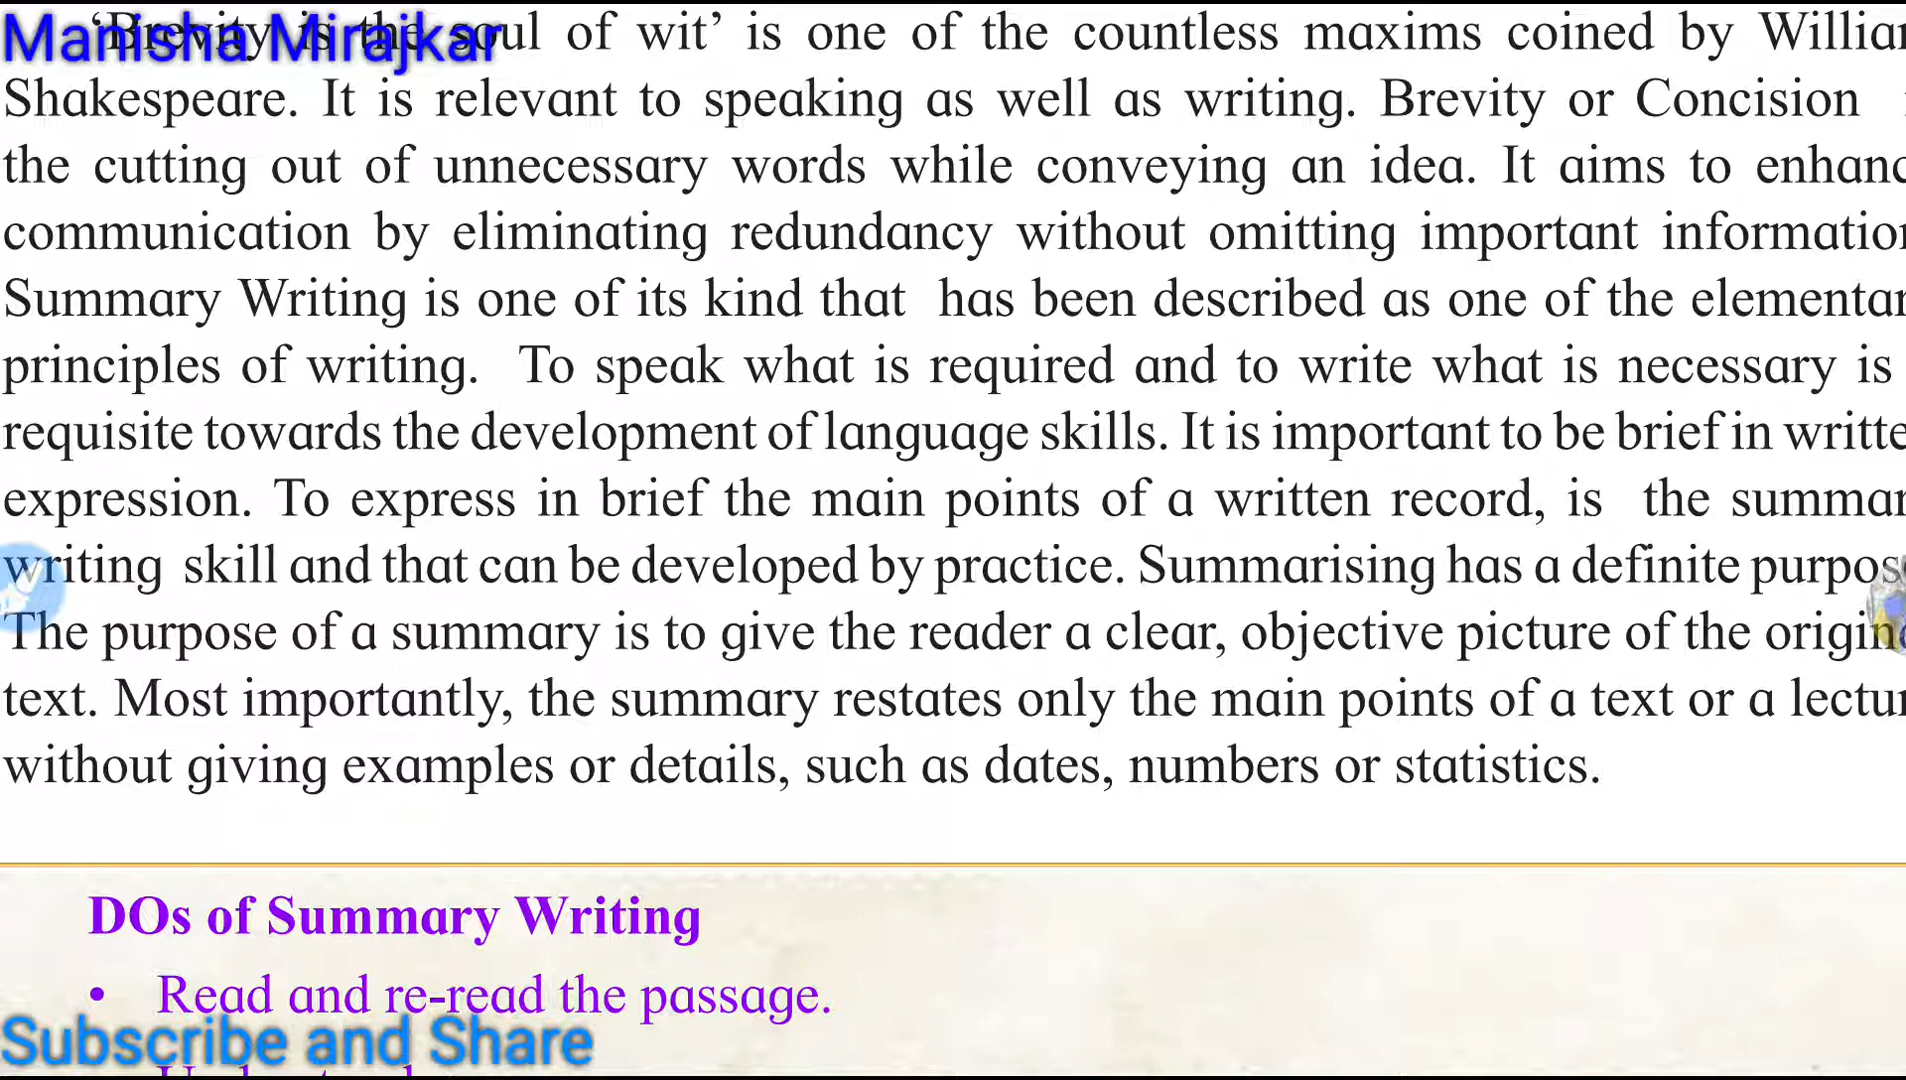 Manisha Mirajkar
‘Brevity is the soul of wit’ is one of the countless maxims coined by Willia
Shakespeare. It is relevant to speaking as well as writing. Brevity or Concision
the cutting out of unnecessary words while conveying an idea. It aims to enhanc
communication by eliminating redundancy without omitting important informatio
Summary Writing is one of its kind that has been described as one of the elementar
principles of writing. To speak what is required and to write what is necessary is
requisite towards the development of language skills. It is important to be brief in writte
expression. To express in brief the main points of a written record, is the summar
writing skill and that can be developed by practice. Summarising has a definite purpos
The purpose of a summary is to give the reader a clear, objective picture of the origin
text. Most importantly, the summary restates only the main points of a text or a lectur
without giving examples or details, such as dates, numbers or statistics.
DOs of Summary Writing
• Read and re-read the passage.
Subscribe and Share